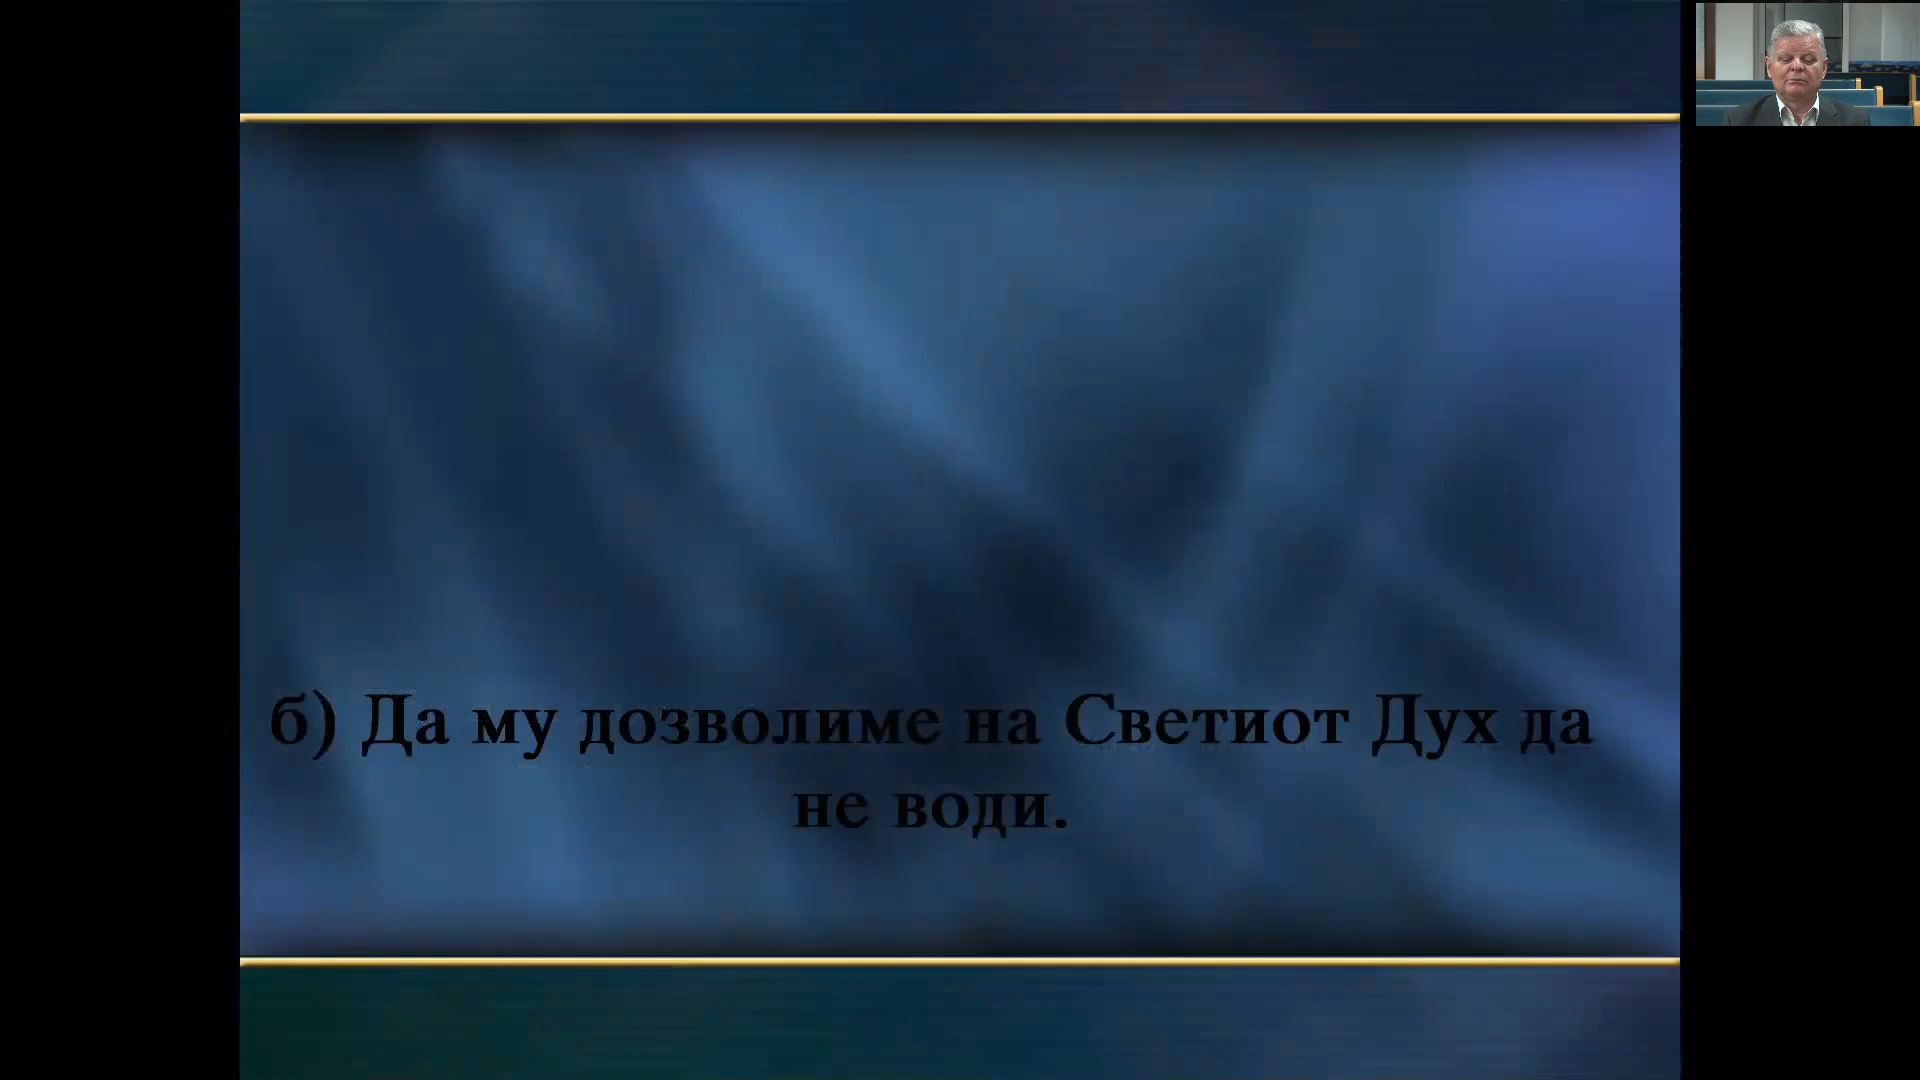 б) Да му дозволиме на Светиот Дух да
не води.